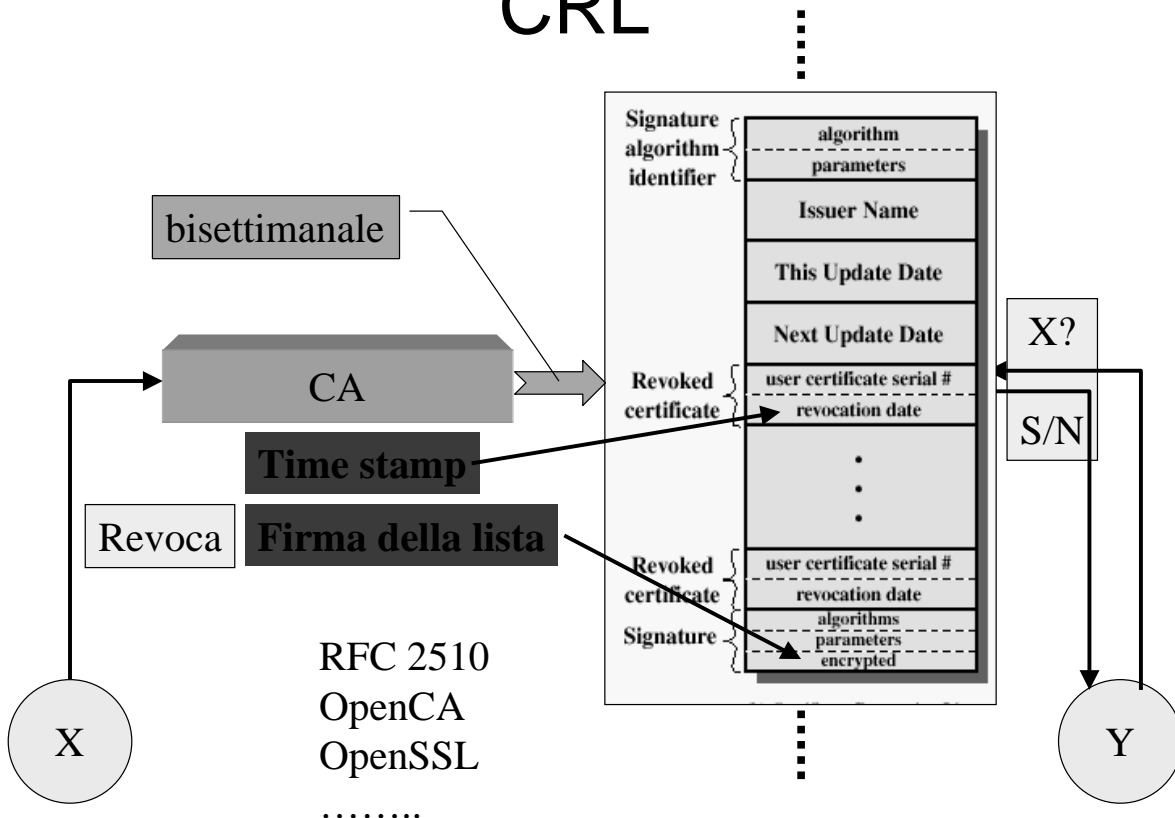 CRL
Signature
algorithm
identifier
algorithm
parameters
Issuer Name
This Update Date
Next Update Date
Revoked
certificate
user certificate serial #
revocation date
Revoked
certificate
user certificate serial #
revocation date
Signature
algorithms
parameters
encrypted
bisettimanale
CA
Time stamp
Revoca
Firma della lista
X?
S/N
RFC 2510
OpenCA
OpenSSL
……..
X
Y